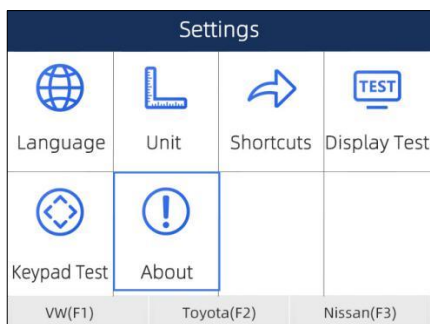 Settings
TEST
Language Unit Shortcuts Display Test
Keypad Test About
VW(F1) Toyota(F2) Nissan(F3)